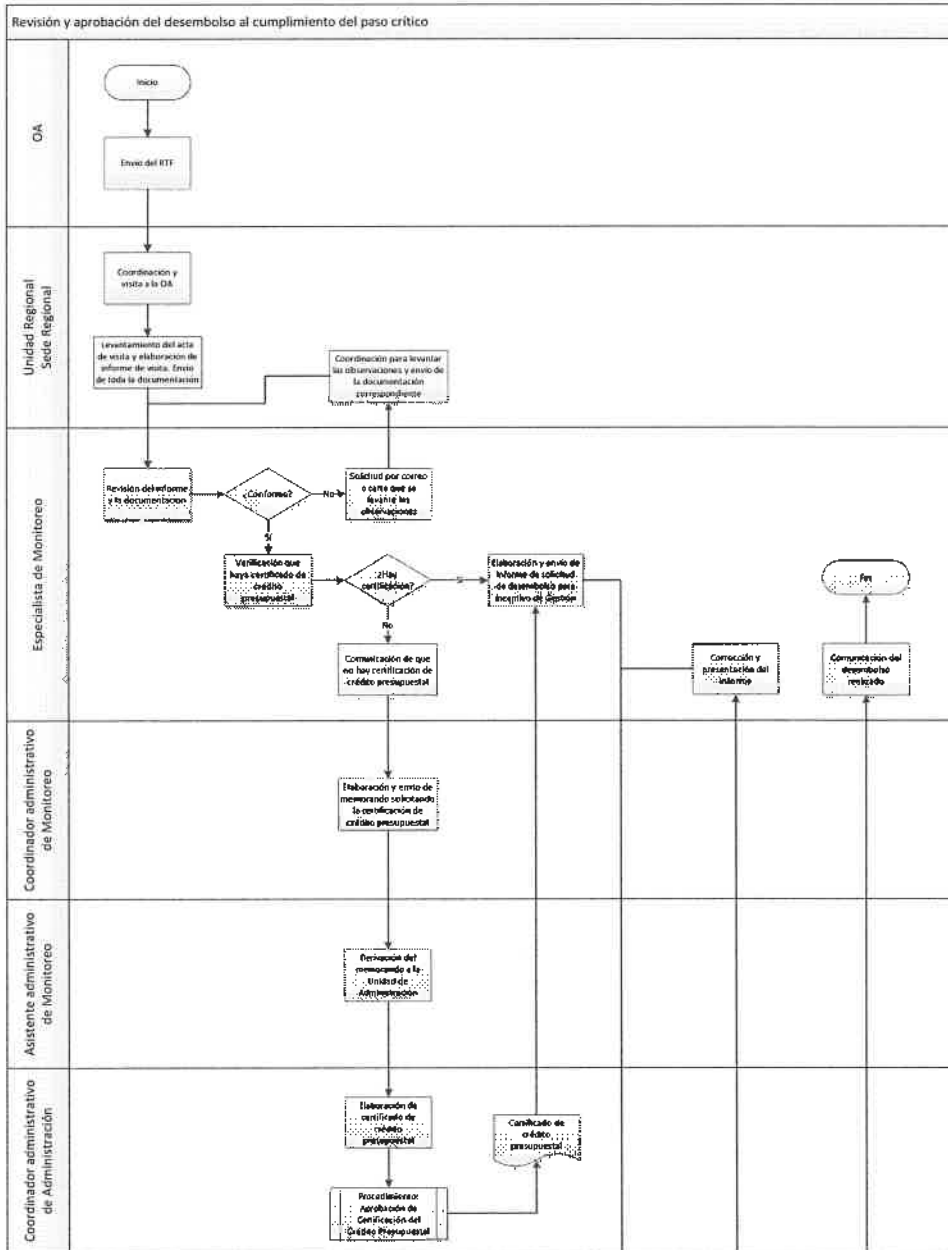 Revisión y aprobación del desembolso al cumplimiento del paso crítico
OA
Inicio
Envío del RTF
Unidad Regional
Sede Regional
Coordinación y
visita a la OA
Levantamiento del acta
de visita y elaboración de
informe de visita. Envío
de toda la documentación
Coordinación para levantar
las observaciones y envío de
la documentación
correspondiente
Especialista de Monitoreo
Revisión del informe
y la documentación
¿Conforme?
No
Solicitud por correo
o carta que se
levante las
observaciones
Sí
Verificación que
haya certificado de
crédito
presupuestal
¿Hay
certificación?
Sí
Elaboración y envío de
informe de solicitud
de desembolso para
incentivo de Gestión
Fin
No
Comunicación de que
no hay certificación de
crédito presupuestal
Corrección y
presentación del
informe
Comunicación del
desembolso
realizado
Coordinador administrativo
de Monitoreo
Elaboración y envío de
memorando solicitando
la certificación de
crédito presupuestal
Asistente administrativo
de Monitoreo
Derivación del
memorando a la
Unidad de
Administración
Coordinador administrativo
de Administración
Elaboración de
certificado de
crédito
presupuestal
Certificado de
crédito
presupuestal
Procedimiento:
Aprobación de
Certificación del
Crédito Presupuestal